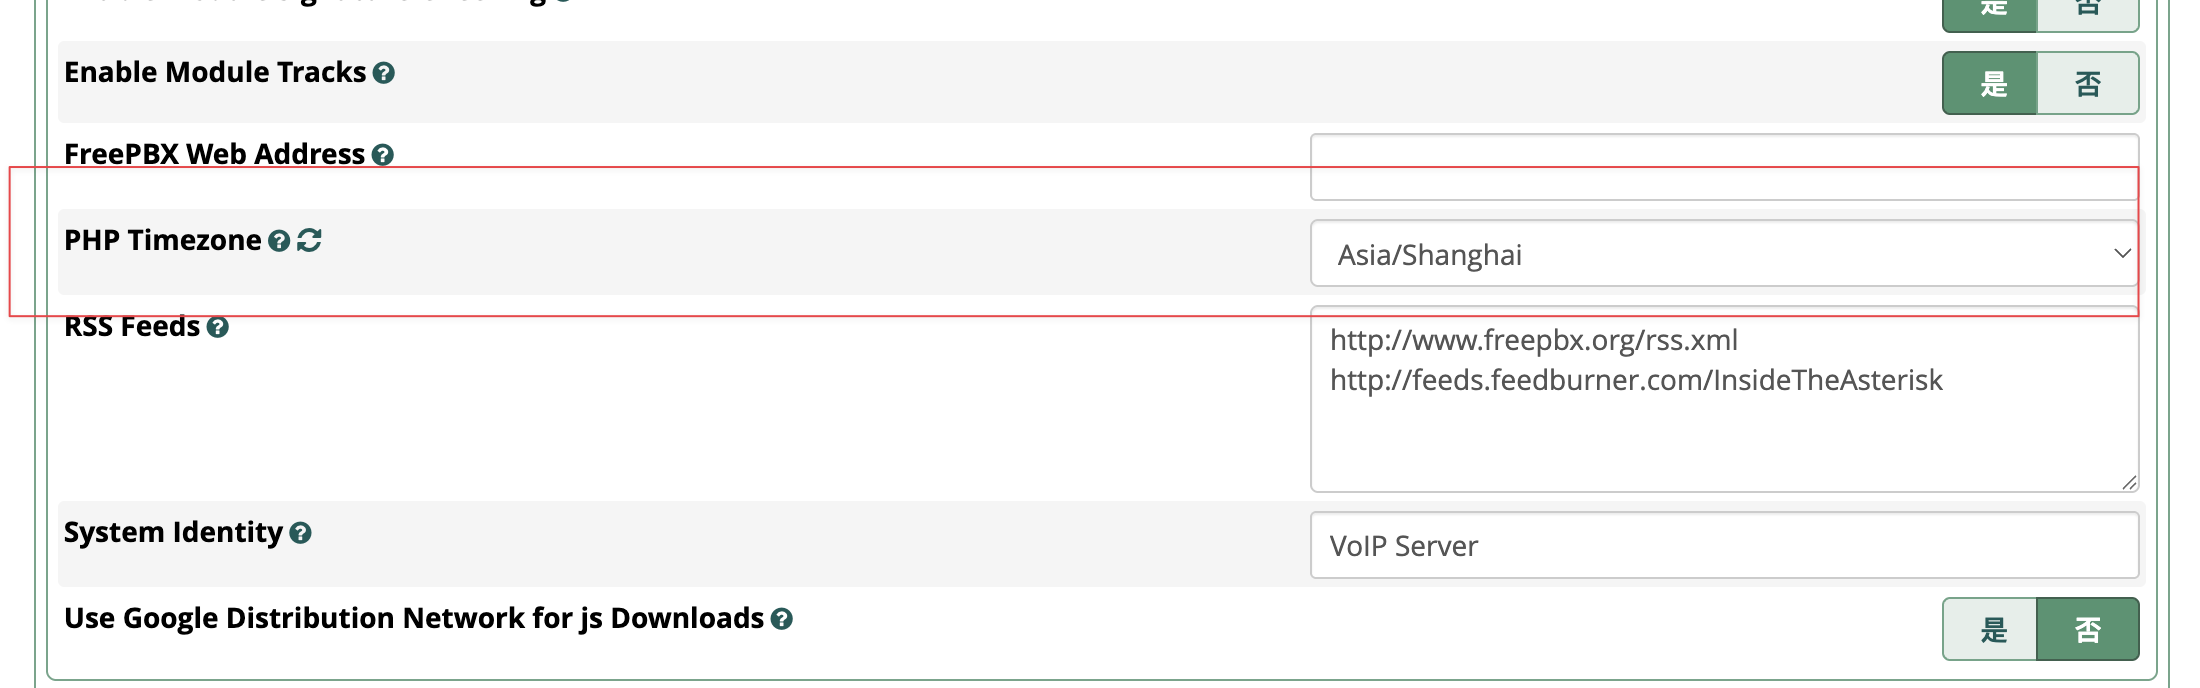 是 否
Enable Module Tracks
是 否
FreePBX Web Address
PHP Timezone
Asia/Shanghai
RSS Feeds
http://www.freepbx.org/rss.xml
http://feeds.feedburner.com/InsideTheAsterisk
System Identity
VoIP Server
Use Google Distribution Network for js Downloads
是 否